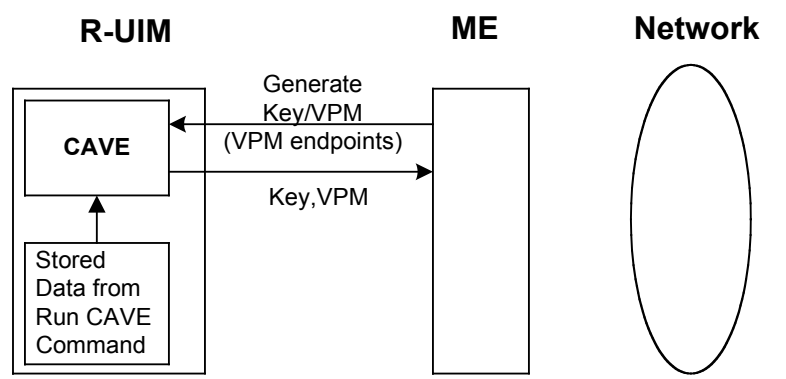 R-UIM
ME
Network
Generate
Key/VPM
(VPM endpoints)
CAVE
Key,VPM
Stored
Data from
Run CAVE
Command